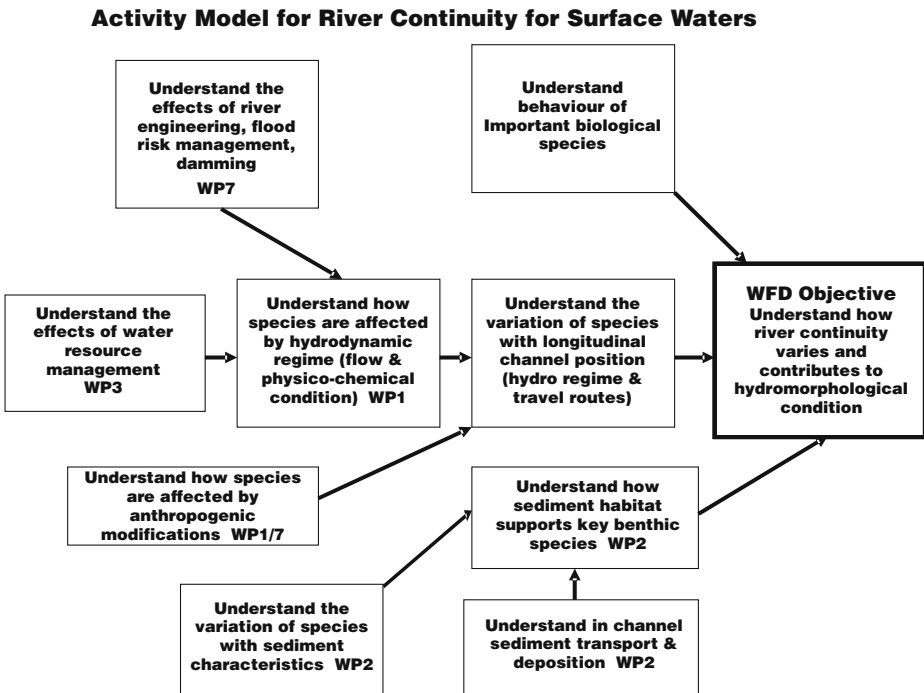 Activity Model for River Continuity for Surface Waters
Understand the
effects of river
engineering, flood
risk management,
damming
WP7
Understand
behaviour of
Important biological
species
Understand the
effects of water
resource
management
WP3
Understand how
species are affected
by hydrodynamic
regime (flow &
physico-chemical
condition) WP1
Understand the
variation of species
with longitudinal
channel position
(hydro regime &
travel routes)
WFD Objective
Understand how
river continuity
varies and
contributes to
hydromorphological
condition
Understand how species
are affected by
anthropogenic
modifications WP1/7
Understand how
sediment habitat
supports key benthic
species WP2
Understand the
variation of species
with sediment
characteristics WP2
Understand in channel
sediment transport &
deposition WP2